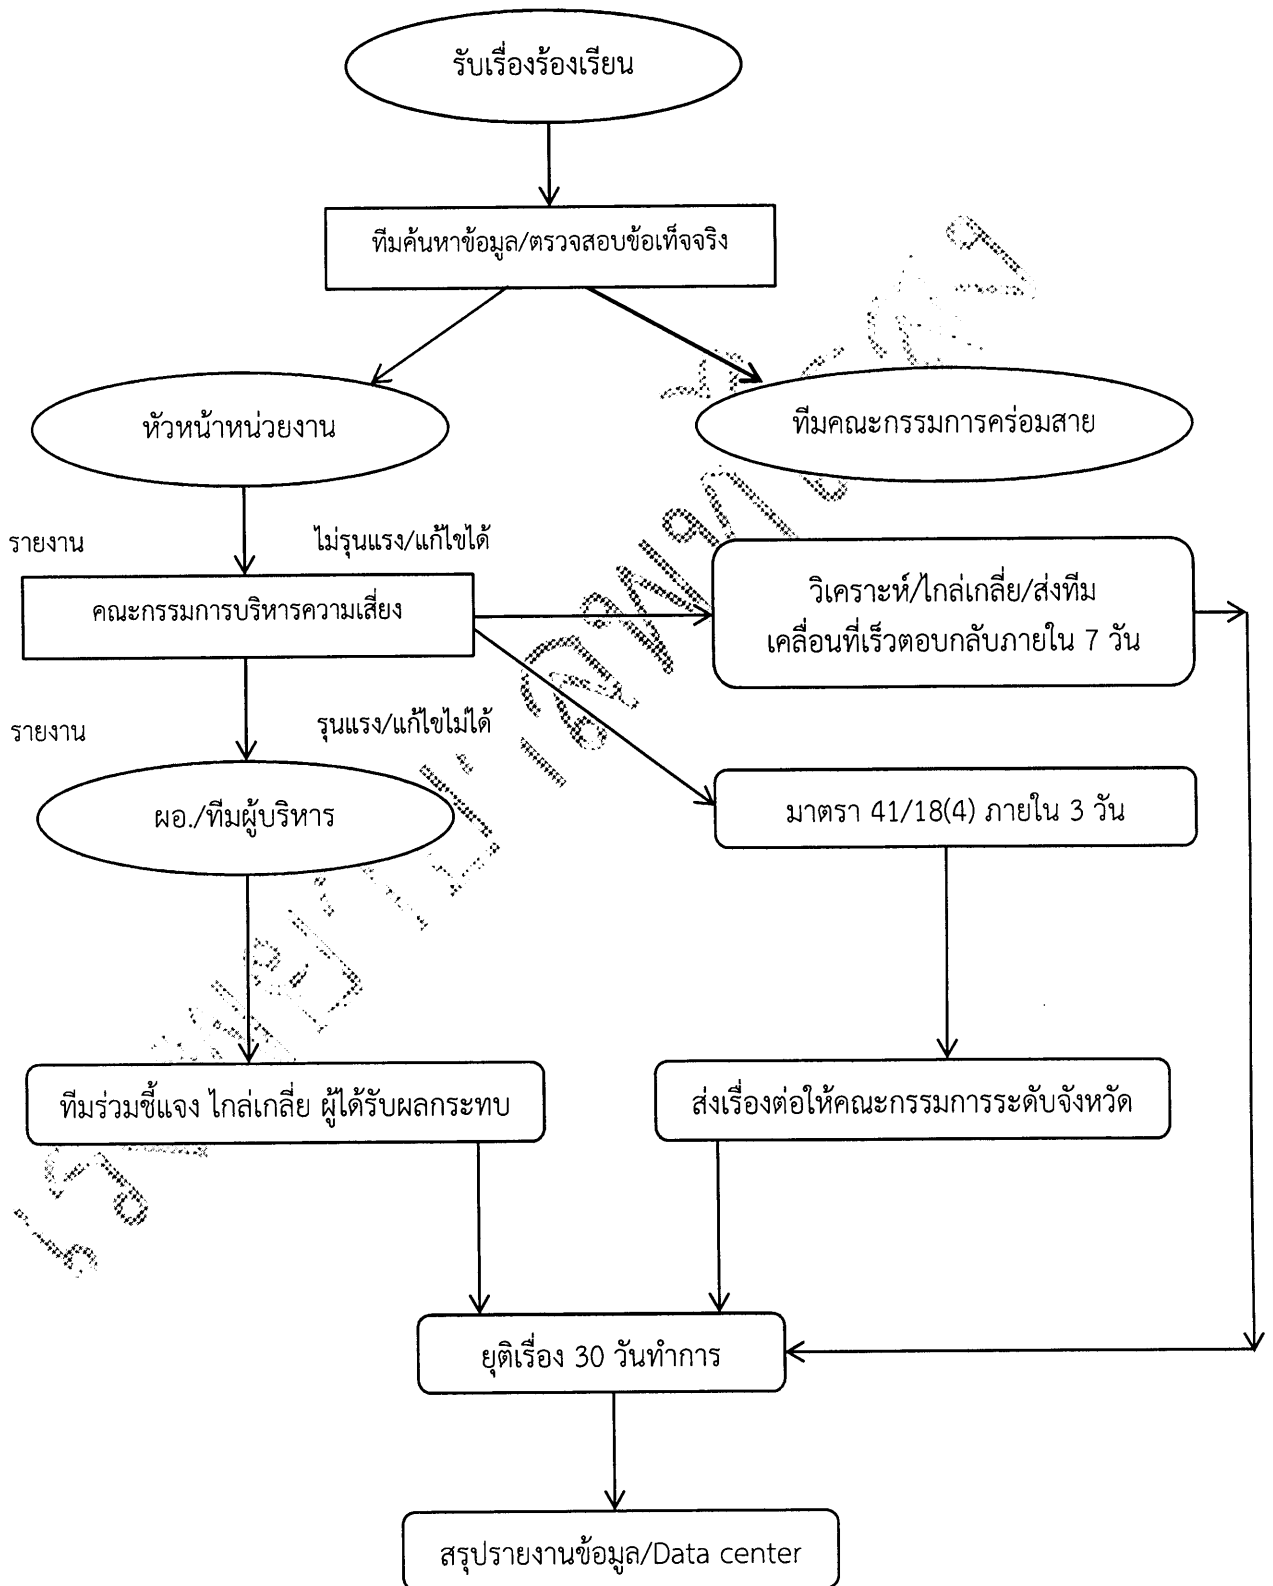 รับเรื่องร้องเรียน
ทีมค้นหาข้อมูล/ตรวจสอบข้อเท็จจริง
หัวหน้าหน่วยงาน
ทีมคณะกรรมการคร่อมสาย
รายงาน
ไม่รุนแรง/แก้ไขได้
คณะกรรมการบริหารความเสี่ยง
วิเคราะห์/ไกล่เกลี่ย/ส่งทีม
เคลื่อนที่เร็วตอบกลับภายใน 7 วัน
รายงาน
รุนแรง/แก้ไขไม่ได้
ผอ./ทีมผู้บริหาร
มาตรา 41/18(4) ภายใน 3 วัน
ทีมร่วมชี้แจง ไกล่เกลี่ย ผู้ได้รับผลกระทบ
ส่งเรื่องต่อให้คณะกรรมการระดับจังหวัด
ยุติเรื่อง 30 วันทำการ
สรุปรายงานข้อมูล/Data center